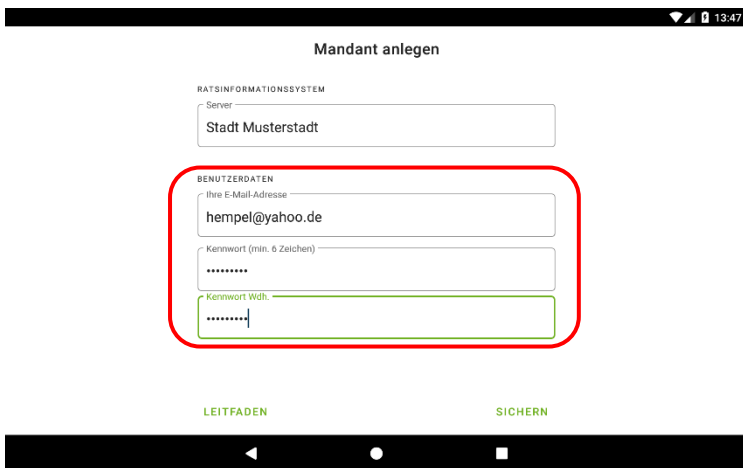 13:47
Mandant anlegen
RATSINFORMATIONSSYSTEM
Server
Stadt Musterstadt
BENUTZERDATEN
Ihre E-Mail-Adresse
hempel@yahoo.de
Kennwort (min. 6 Zeichen)
•••••••••
Kennwort Wdh.
•••••••••
LEITFADEN SICHERN